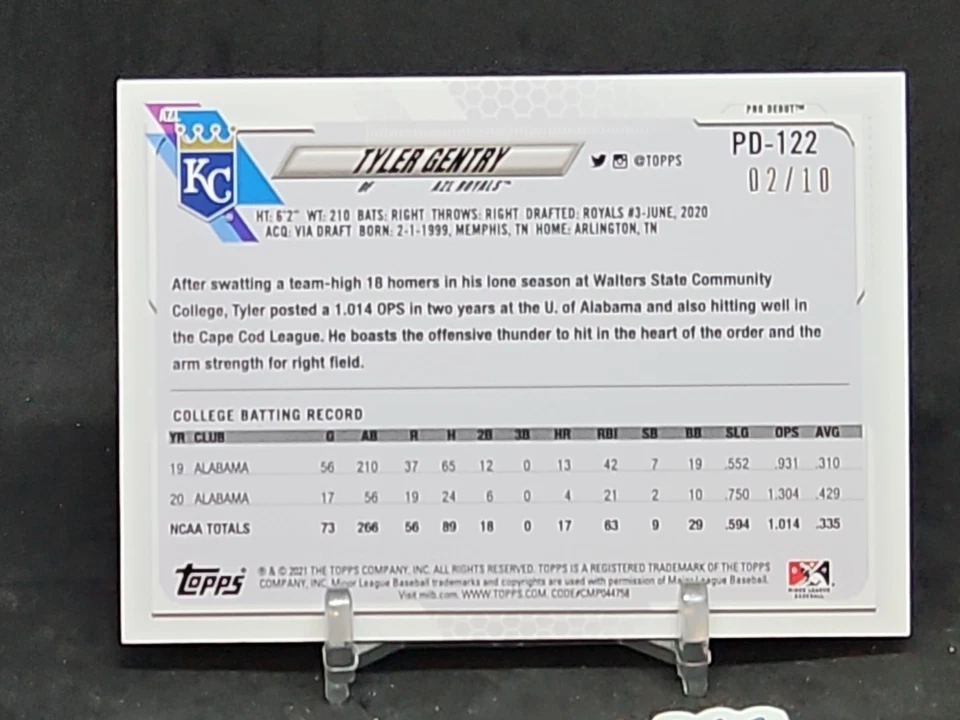 AZL
KC
PRO DEBUT™
PD-122
02/10
TYLER GENTRY
@TOPPS
OF AZL ROYALS™
HT: 6'2" WT: 210 BATS: RIGHT THROWS: RIGHT DRAFTED: ROYALS #3-JUNE, 2020
ACQ: VIA DRAFT BORN: 2-1-1999, MEMPHIS, TN HOME: ARLINGTON, TN
After swatting a team-high 18 homers in his lone season at Walters State Community
College, Tyler posted a 1.014 OPS in two years at the U. of Alabama and also hitting well in
the Cape Cod League. He boasts the offensive thunder to hit in the heart of the order and the
arm strength for right field.
COLLEGE BATTING RECORD
YR CLUB G AB R H 2B 3B HR RBI SB BB SLG OPS AVG
19 ALABAMA 56 210 37 65 12 0 13 42 7 19 .552 .931 .310
20 ALABAMA 17 56 19 24 6 0 4 21 2 10 .750 1.304 .429
NCAA TOTALS 73 266 56 89 18 0 17 63 9 29 .594 1.014 .335
Topps
® & © 2021 THE TOPPS COMPANY, INC. ALL RIGHTS RESERVED. TOPPS IS A REGISTERED TRADEMARK OF THE TOPPS
COMPANY, INC. Minor League Baseball trademarks and copyrights are used with permission of Major League Baseball.
Visit milb.com. WWW.TOPPS.COM. CODE#CMP044758
MINOR LEAGUE
BASEBALL